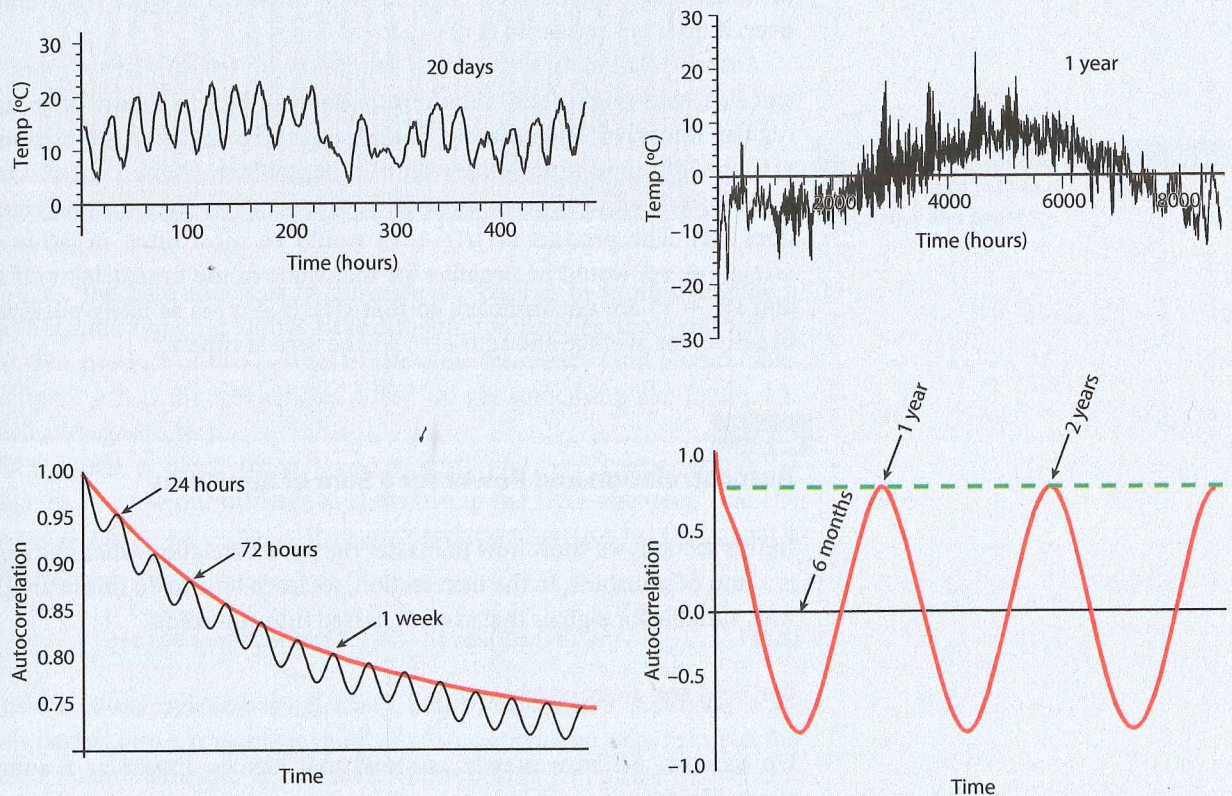 30
20
10
0
Temp (ºC)
20 days
100
200
300
400
Time (hours)
30
20
10
0
−10
−20
−30
Temp (ºC)
1 year
2000
4000
6000
8000
Time (hours)
1.00
0.95
0.90
0.85
0.80
0.75
Autocorrelation
24 hours
72 hours
1 week
Time
1.0
0.5
0.0
−0.5
−1.0
Autocorrelation
6 months
1 year
2 years
Time